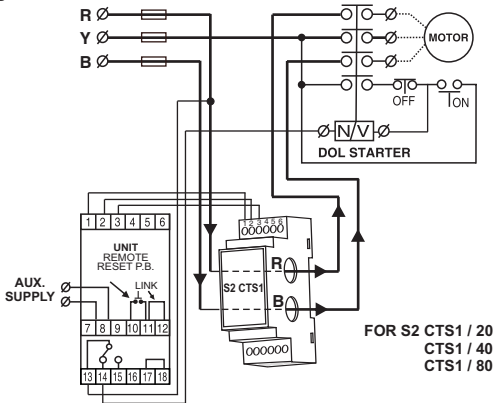 R
Y
B
MOTOR
OFF
ON
N/V
DOL STARTER
1 2 3 4 5 6
1 2 3 4 5 6
000000
UNIT
REMOTE
RESET P.B.
LINK
AUX.
SUPPLY
7 8 9 10 11 12
13 14 15 16 17 18
S2 CTS1
R
B
000000
FOR S2 CTS1 / 20
CTS1 / 40
CTS1 / 80